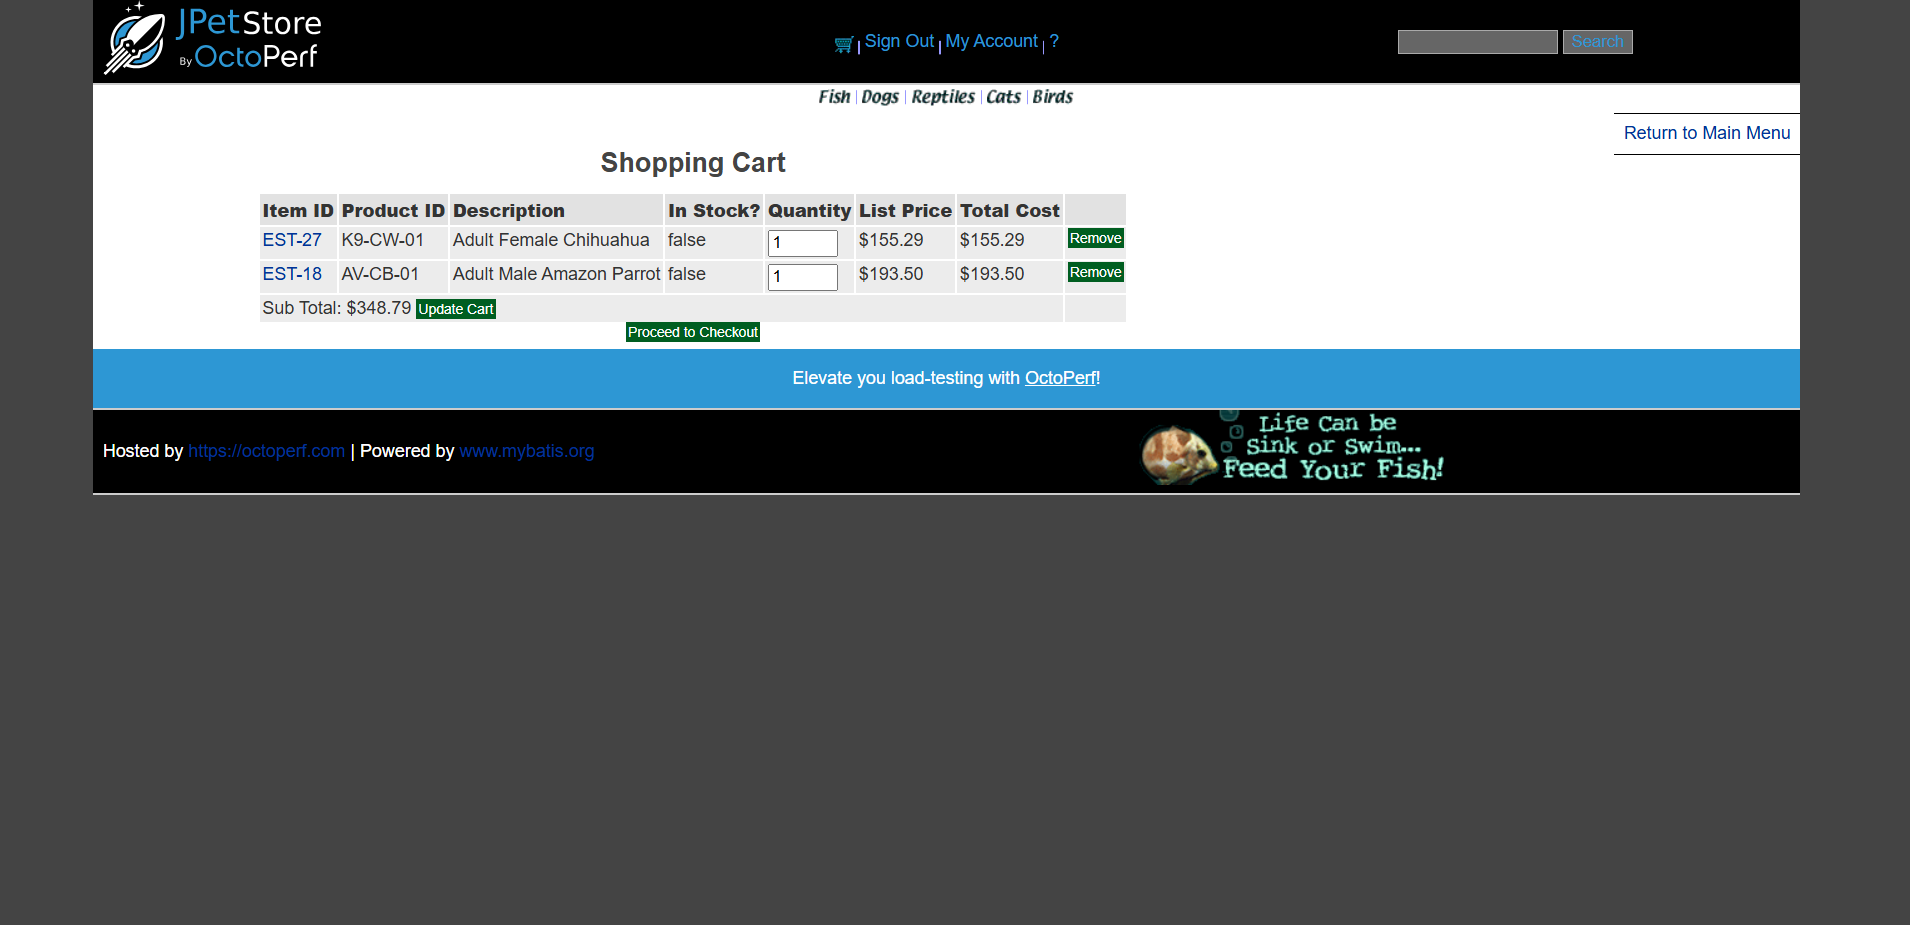 JPetStore
By OctoPerf
Sign Out | My Account | ?
Search
Fish | Dogs | Reptiles | Cats | Birds
Return to Main Menu
Shopping Cart
Item ID Product ID Description In Stock? Quantity List Price Total Cost
EST-27 K9-CW-01 Adult Female Chihuahua false 1 $155.29 $155.29 Remove
EST-18 AV-CB-01 Adult Male Amazon Parrot false 1 $193.50 $193.50 Remove
Sub Total: $348.79 Update Cart
Proceed to Checkout
Elevate you load-testing with OctoPerf!
Life Can be
Sink or Swim...
Feed Your Fish!
Hosted by https://octoperf.com | Powered by www.mybatis.org